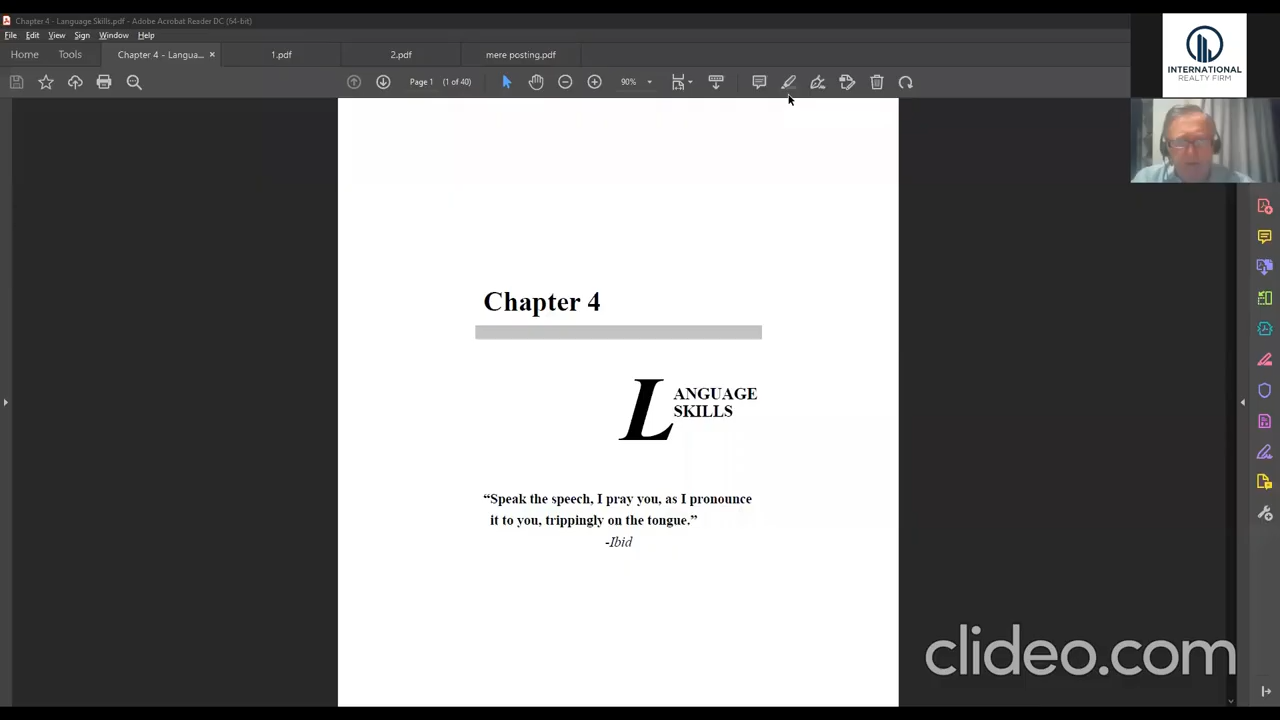 Chapter 4 - Language Skills.pdf - Adobe Acrobat Reader DC (64-bit)
File Edit View Sign Window Help
Home Tools Chapter 4 - Langua... × 1.pdf 2.pdf mere posting.pdf
Page 1 (1 of 40) 90%
INTERNATIONAL
REALTY FIRM
Chapter 4
LANGUAGE
SKILLS
“Speak the speech, I pray you, as I pronounce
it to you, trippingly on the tongue.”
-Ibid
clideo.com